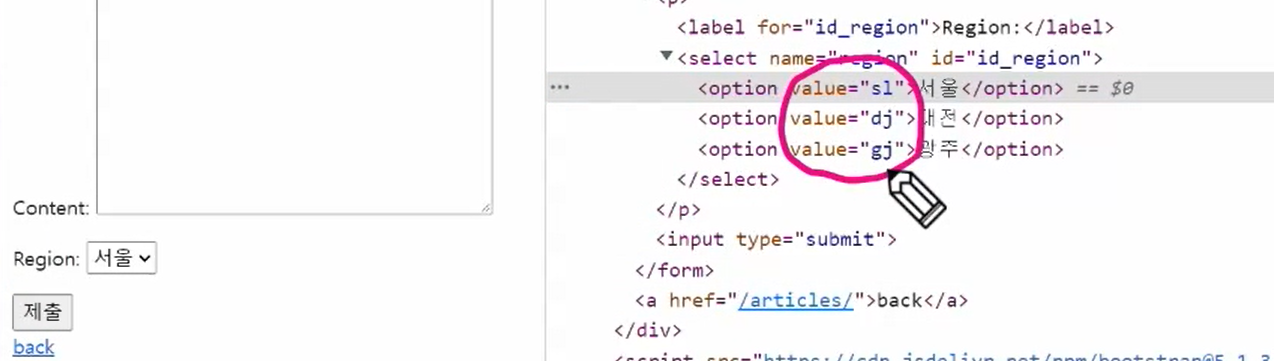 Content:
Region: 서울
제출
back
<p>
<label for="id_region">Region:</label>
<select name="region" id="id_region">
<option value="sl">서울</option> == $0
<option value="dj">대전</option>
<option value="gj">광주</option>
</select>
</p>
<input type="submit">
</form>
<a href="/articles/">back</a>
</div>
<script src="https://cdn.jsdelivr.net/npm/bootstrap@5.1.3